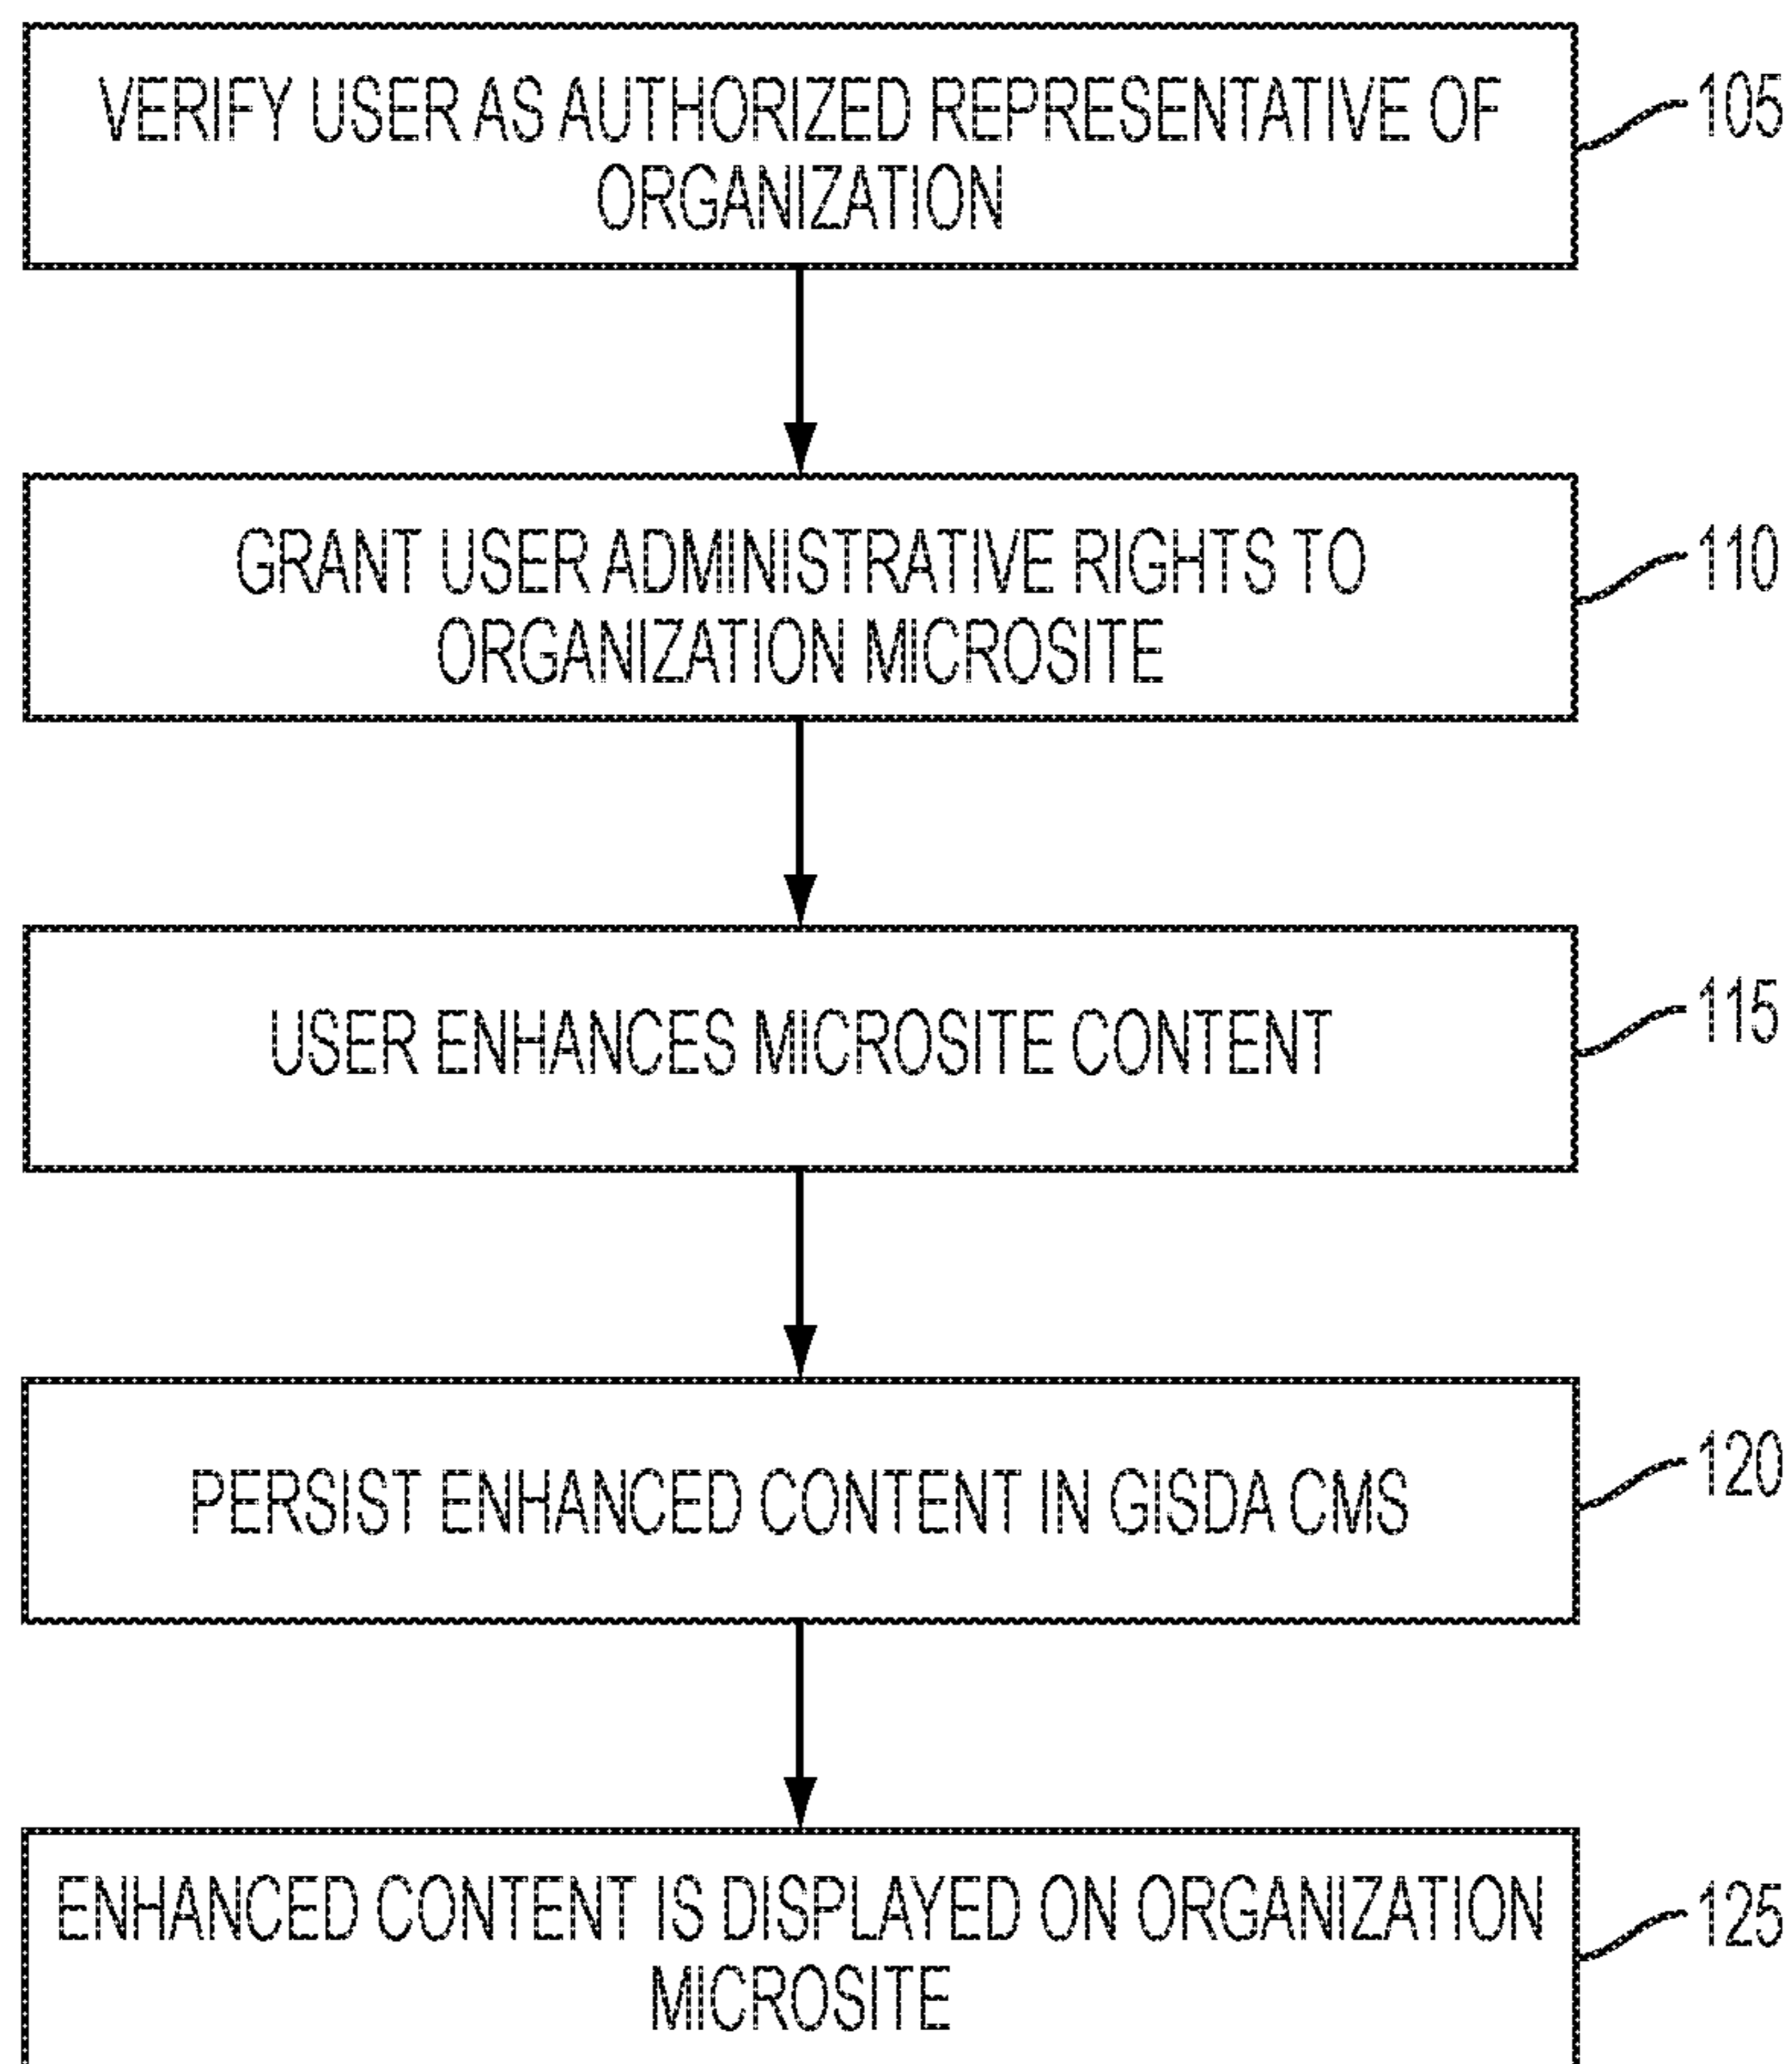 VERIFY USER AS AUTHORIZED REPRESENTATIVE OF
ORGANIZATION
105
GRANT USER ADMINISTRATIVE RIGHTS TO
ORGANIZATION MICROSITE
110
USER ENHANCES MICROSITE CONTENT
115
PERSIST ENHANCED CONTENT IN GISDA CMS
120
ENHANCED CONTENT IS DISPLAYED ON ORGANIZATION
MICROSITE
125